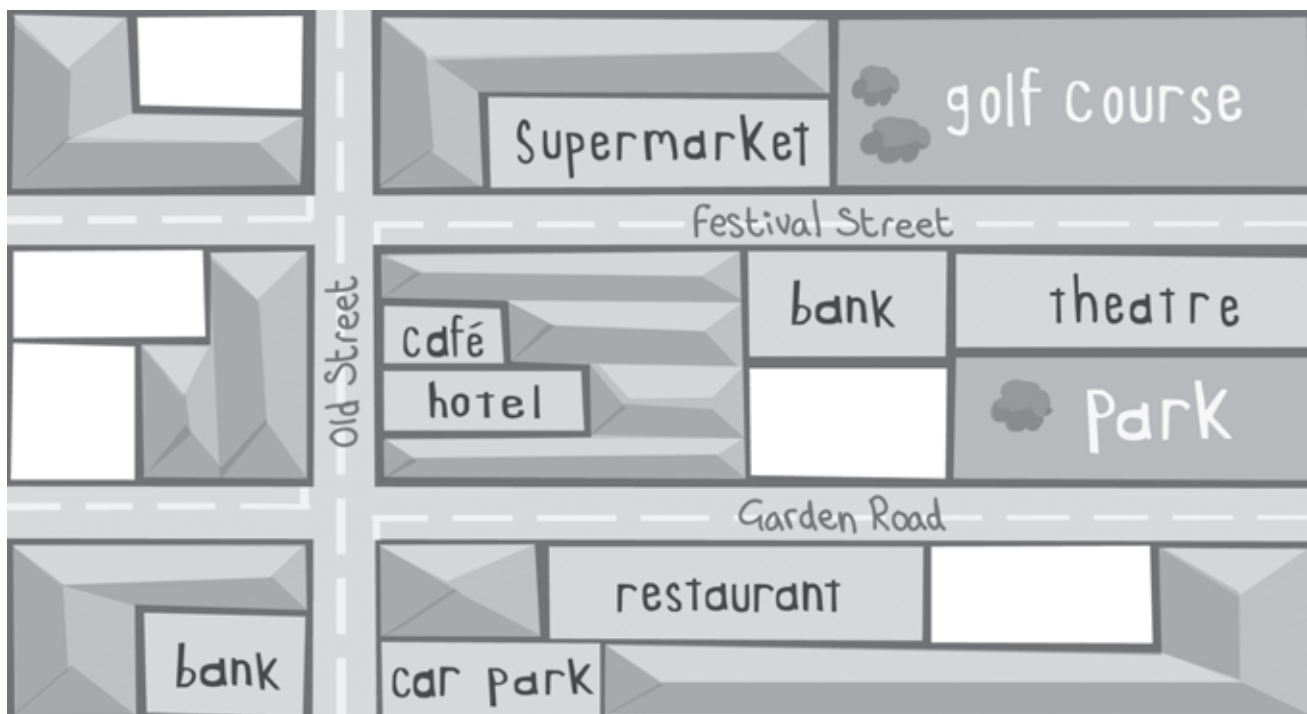 golf course
Supermarket
Festival Street
bank
theatre
café
hotel
Old Street
Park
Garden Road
restaurant
bank
car park